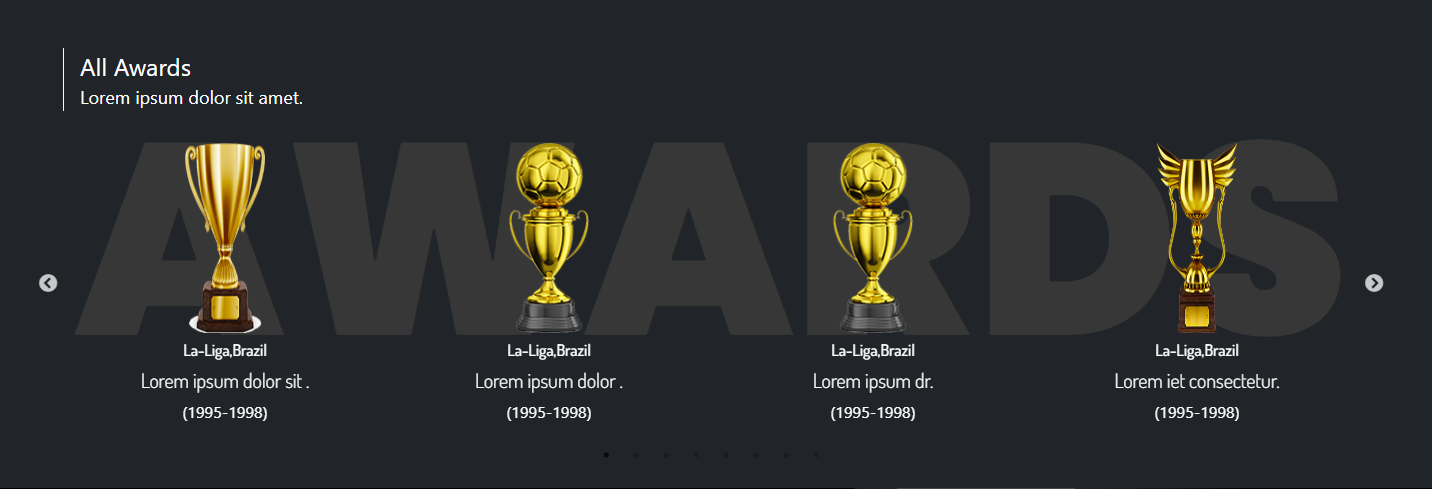 All Awards
Lorem ipsum dolor sit amet.
AWARDS
La-Liga,Brazil
Lorem ipsum dolor sit .
(1995-1998)
La-Liga,Brazil
Lorem ipsum dolor .
(1995-1998)
La-Liga,Brazil
Lorem ipsum dr.
(1995-1998)
La-Liga,Brazil
Lorem iet consectetur.
(1995-1998)